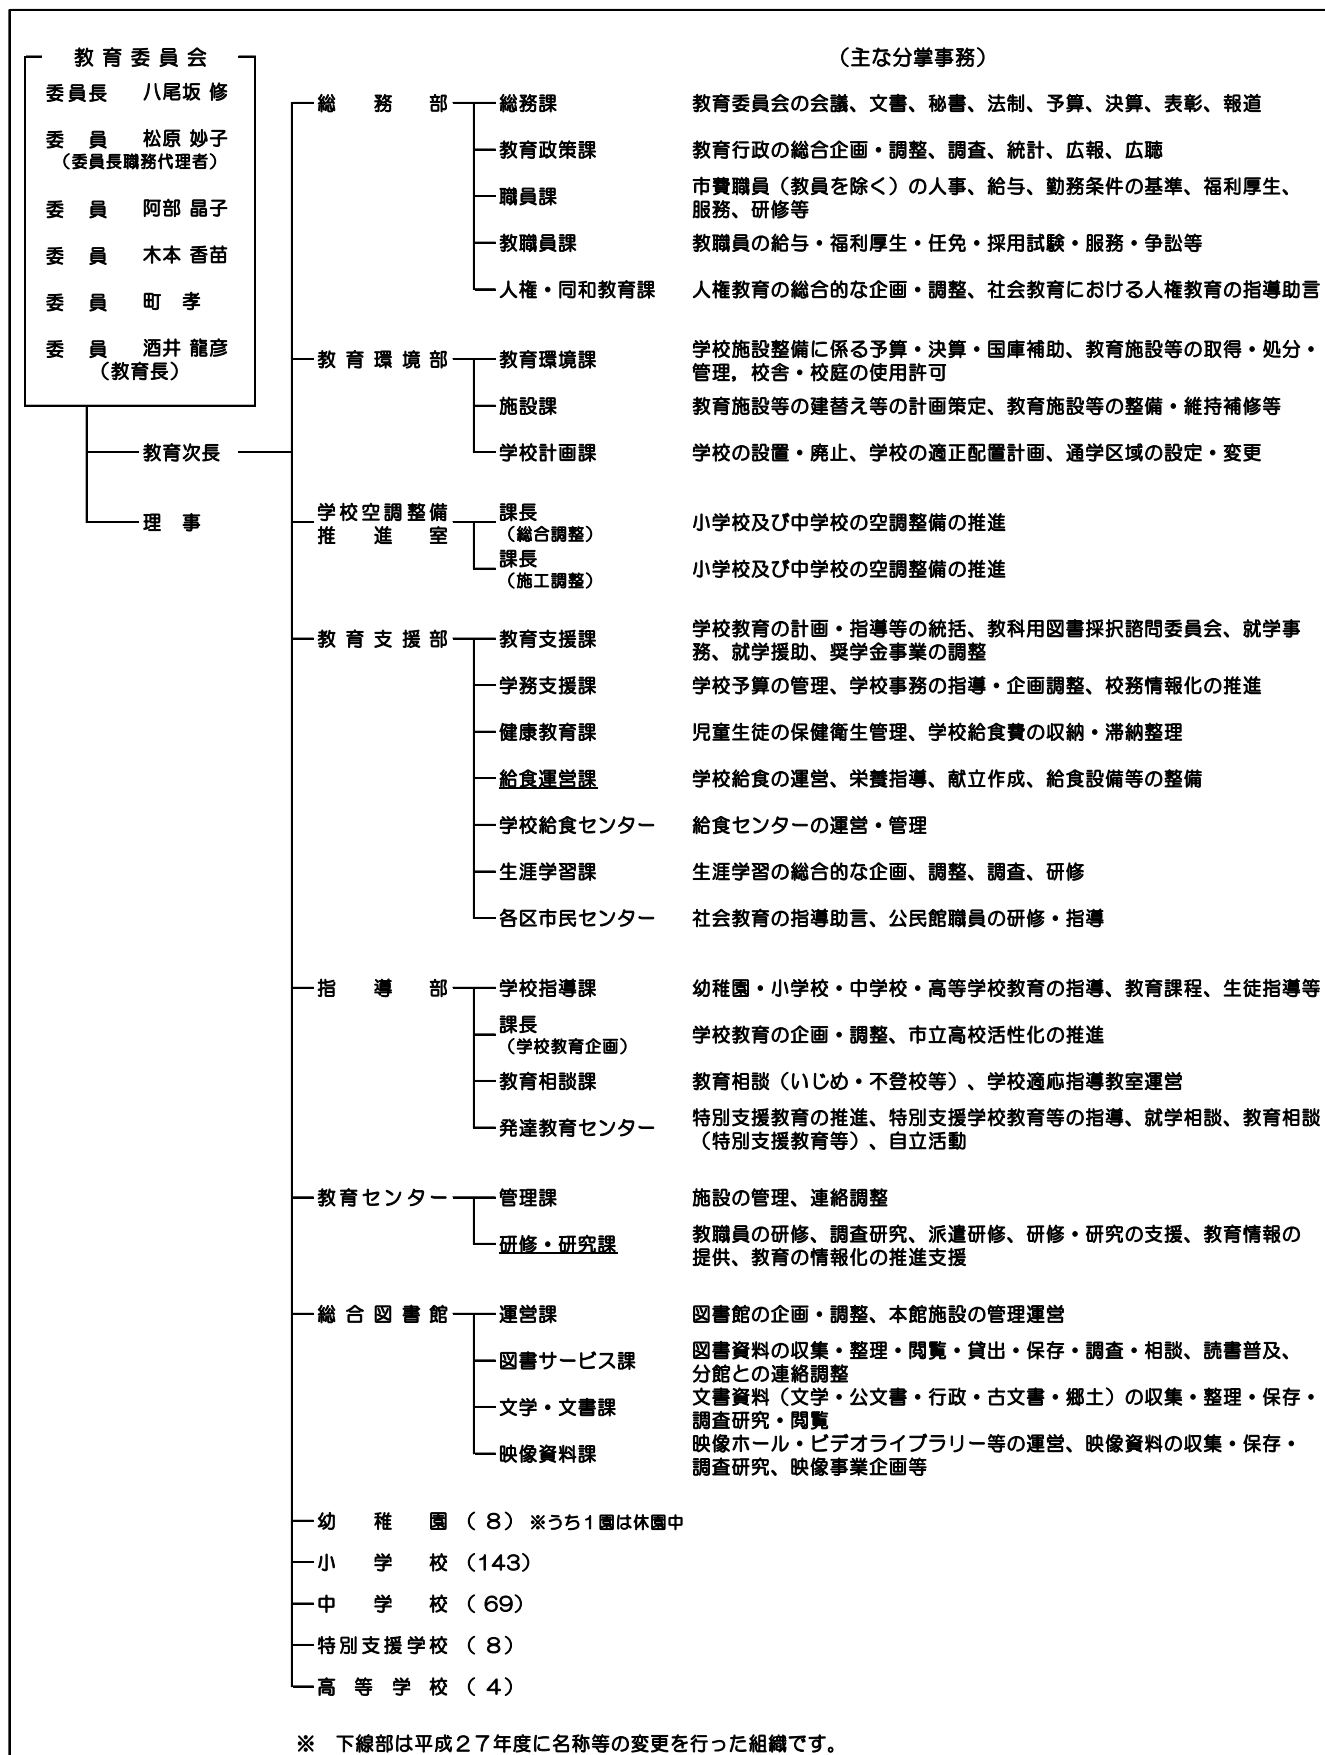 教育委員会
委員長 八尾坂 修
委員 松原 妙子
（委員長職務代理者）
委員 阿部 晶子
委員 木本 香苗
委員 町 孝
委員 酒井 龍彦
（教育長）
教育次長
理事
（主な分掌事務）
総務部 総務課 教育委員会の会議、文書、秘書、法制、予算、決算、表彰、報道
教育政策課 教育行政の総合企画・調整、調査、統計、広報、広聴
職員課 市費職員（教員を除く）の人事、給与、勤務条件の基準、福利厚生、
服務、研修等
教職員課 教職員の給与・福利厚生・任免・採用試験・服務・争訟等
人権・同和教育課 人権教育の総合的な企画・調整、社会教育における人権教育の指導助言
教育環境部 教育環境課 学校施設整備に係る予算・決算・国庫補助、教育施設等の取得・処分・
管理，校舎・校庭の使用許可
施設課 教育施設等の建替え等の計画策定、教育施設等の整備・維持補修等
学校計画課 学校の設置・廃止、学校の適正配置計画、通学区域の設定・変更
学校空調整備
推進室
課長
（総合調整）
小学校及び中学校の空調整備の推進
課長
（施工調整）
小学校及び中学校の空調整備の推進
教育支援部 教育支援課 学校教育の計画・指導等の統括、教科用図書採択諮問委員会、就学事
務、就学援助、奨学金事業の調整
学務支援課 学校予算の管理、学校事務の指導・企画調整、校務情報化の推進
健康教育課 児童生徒の保健衛生管理、学校給食費の収納・滞納整理
給食運営課 学校給食の運営、栄養指導、献立作成、給食設備等の整備
学校給食センター 給食センターの運営・管理
生涯学習課 生涯学習の総合的な企画、調整、調査、研修
各区市民センター 社会教育の指導助言、公民館職員の研修・指導
指導部 学校指導課 幼稚園・小学校・中学校・高等学校教育の指導、教育課程、生徒指導等
課長
（学校教育企画）
学校教育の企画・調整、市立高校活性化の推進
教育相談課 教育相談（いじめ・不登校等）、学校適応指導教室運営
発達教育センター 特別支援教育の推進、特別支援学校教育等の指導、就学相談、教育相談
（特別支援教育等）、自立活動
教育センター 管理課 施設の管理、連絡調整
研修・研究課 教職員の研修、調査研究、派遣研修、研修・研究の支援、教育情報の
提供、教育の情報化の推進支援
総合図書館 運営課 図書館の企画・調整、本館施設の管理運営
図書サービス課 図書資料の収集・整理・閲覧・貸出・保存・調査・相談、読書普及、
分館との連絡調整
文学・文書課 文書資料（文学・公文書・行政・古文書・郷土）の収集・整理・保存・
調査研究・閲覧
映像資料課 映像ホール・ビデオライブラリー等の運営、映像資料の収集・保存・
調査研究、映像事業企画等
幼稚園 （ 8） ※うち１園は休園中
小学校 （143）
中学校 （ 69）
特別支援学校 （ 8）
高等学校 （ 4）
※ 下線部は平成２７年度に名称等の変更を行った組織です。